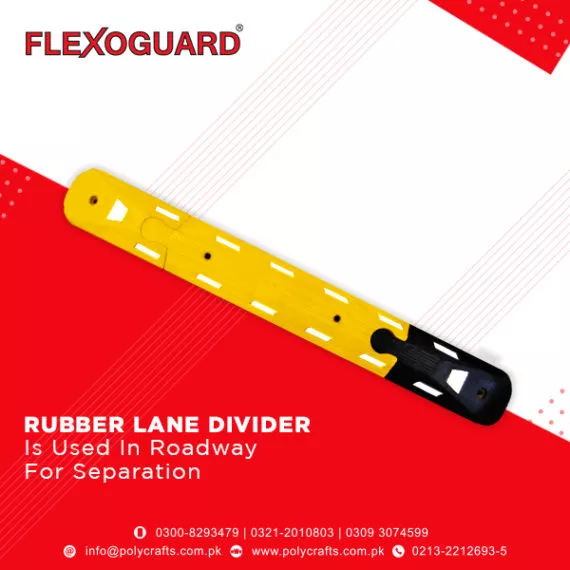 FLEXOGUARD®
RUBBER LANE DIVIDER
Is Used In Roadway
For Separation
0300-8293479 | 0321-2010803 | 0309 3074599
info@polycrafts.com.pk www.polycrafts.com.pk 0213-2212693-5